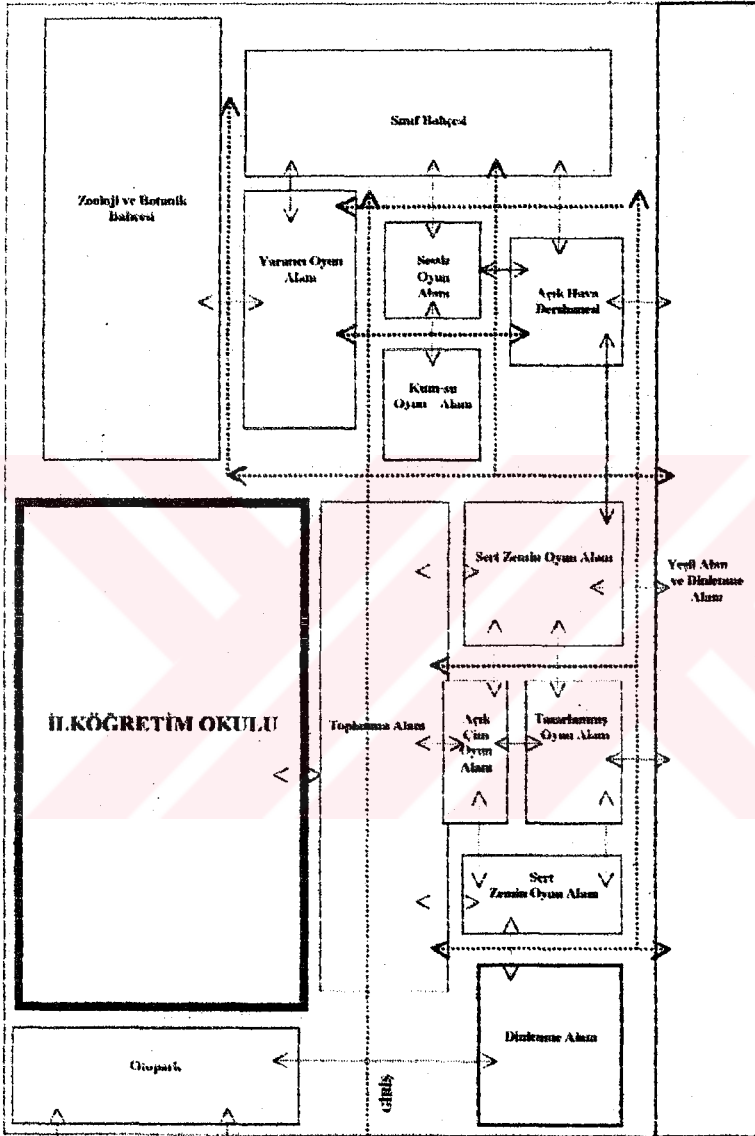 Sınıf Bahçesi
Zooloji ve Botanik
Bahçesi
Yaratıcı Oyun
Alanı
Sessiz
Oyun
Alanı
Açık Hava
Dershanesi
Kum-su
Oyun Alanı
Sert Zemin Oyun Alanı
Yeşil Alan
ve Dinlenme
Alanı
İLKÖĞRETİM OKULU
Toplanma Alanı
Açık
Çim
Oyun
Alanı
Tasarlanmış
Oyun Alanı
Sert
Zemin Oyun Alanı
Dinlenme Alanı
Otopark
GİRİŞ